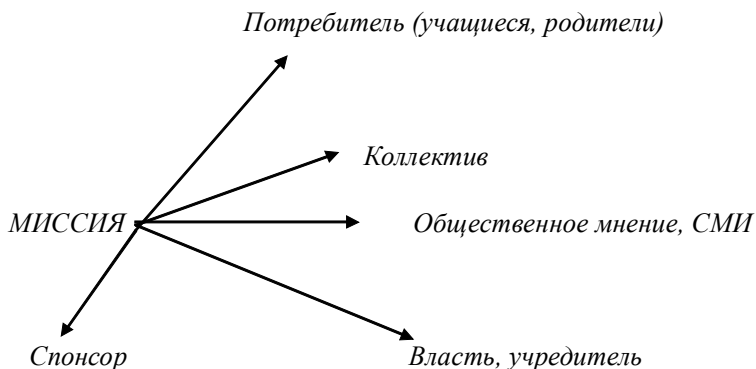 Потребитель (учащиеся, родители)
Коллектив
МИССИЯ
Общественное мнение, СМИ
Спонсор
Власть, учредитель